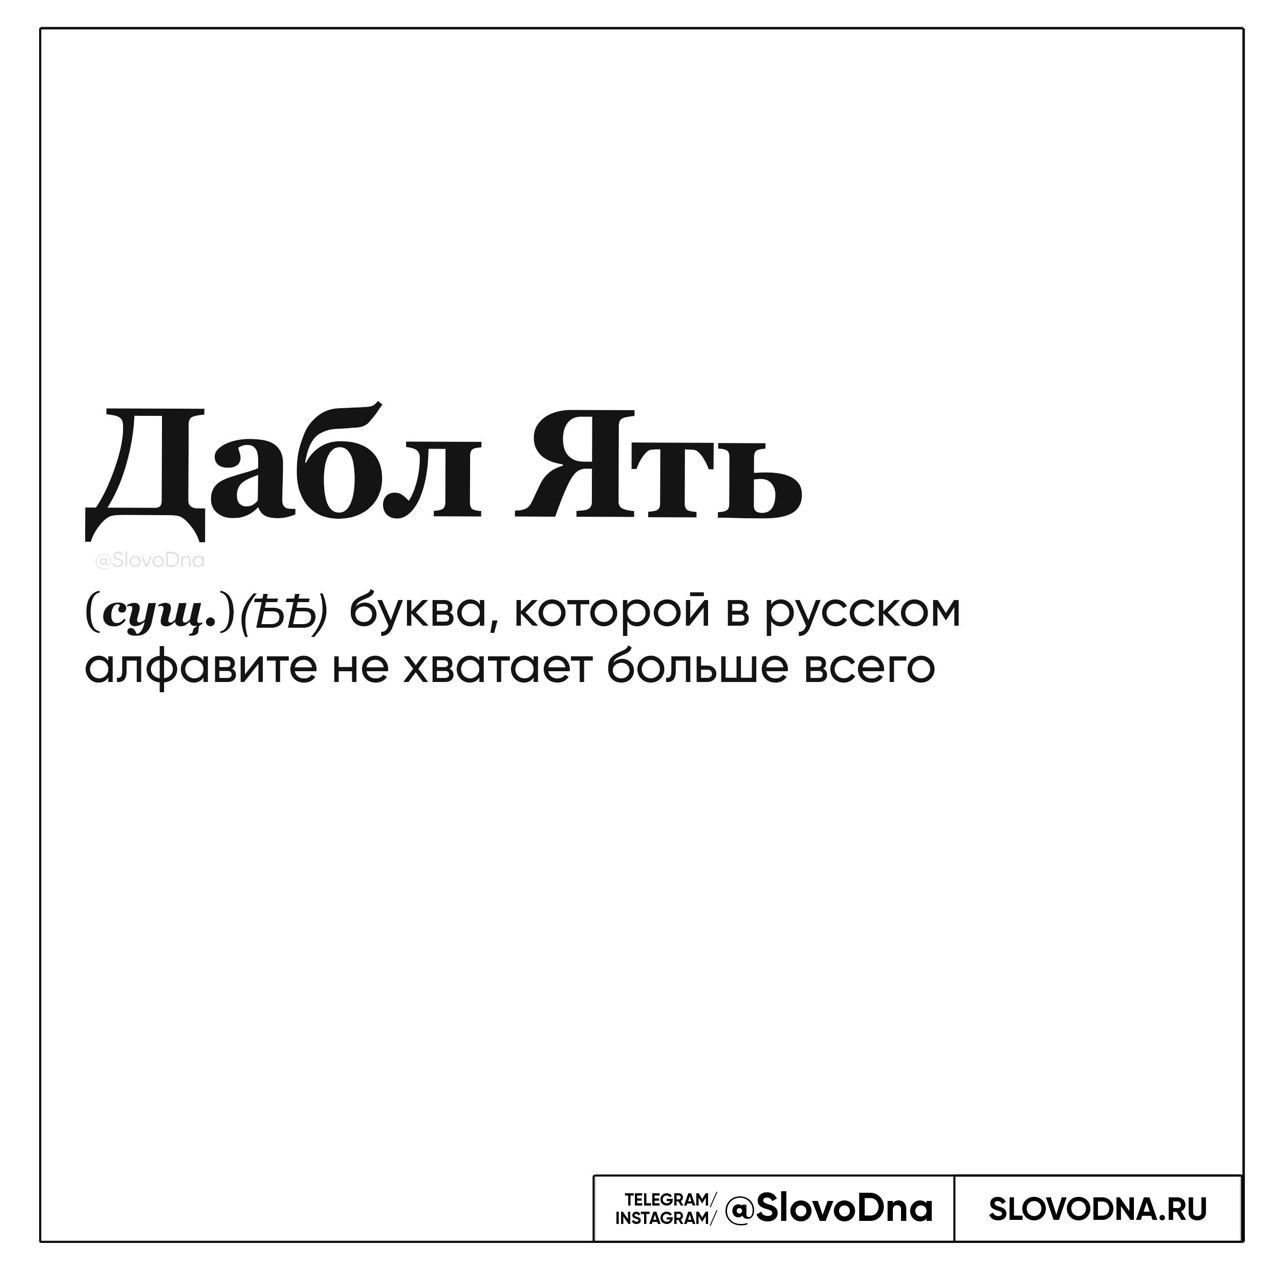 Дабл Ять
@SlovoDna
(сущ.)(ѢѢ) буква, которой в русском
алфавите не хватает больше всего
TELEGRAM/
INSTAGRAM/
@SlovoDna
SLOVODNA.RU